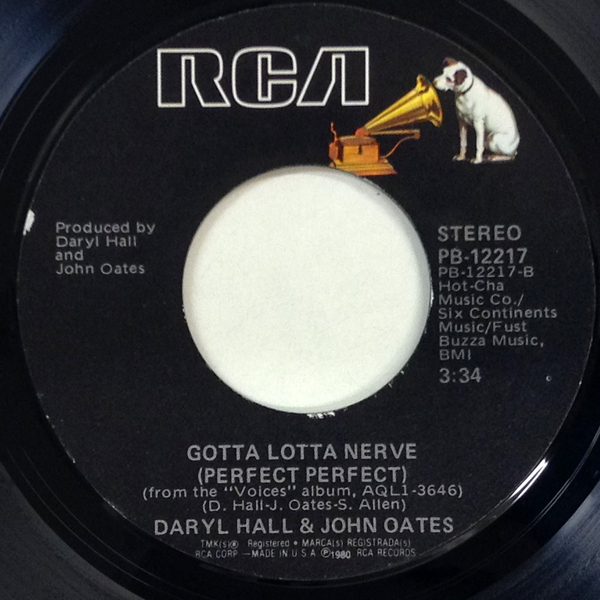 RCA
Produced by
Daryl Hall
and
John Oates
STEREO
PB-12217
PB-12217-B
Hot-Cha
Music Co./
Six Continents
Music/Fust
Buzza Music,
BMI
3:34
GOTTA LOTTA NERVE
(PERFECT PERFECT)
(from the "Voices" album, AQL1-3646)
(D. Hall-J. Oates-S. Allen)
DARYL HALL & JOHN OATES
TMK(s)® Registered • MARCA(s) REGISTRADA(s)
RCA CORP —MADE IN U S A ℗1980 RCA RECORDS